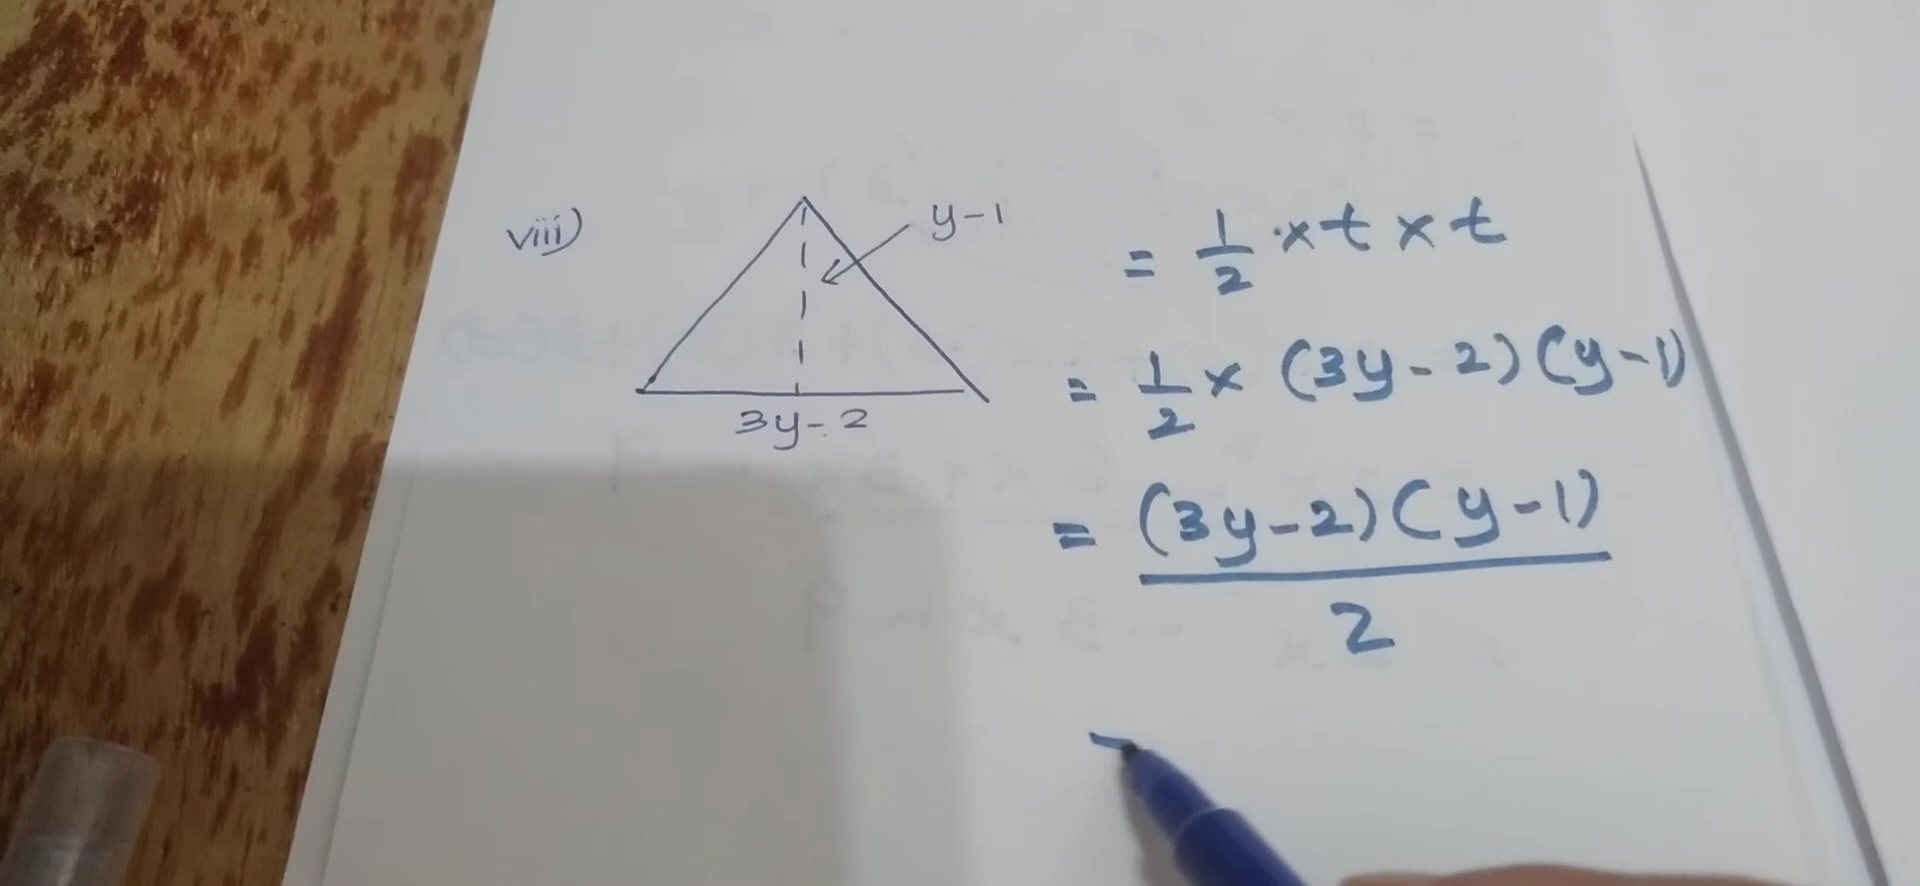 viii)
y-1
3y-2
= 1/2 × t × t
= 1/2 × (3y-2)(y-1)
= (3y-2)(y-1)
2